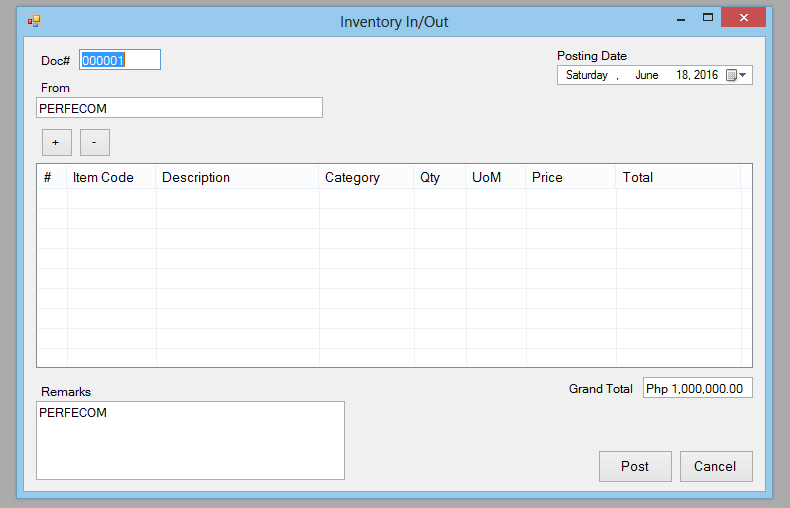 Inventory In/Out
Doc# 000001
Posting Date
Saturday , June 18, 2016
From
PERFECOM
+ -
# Item Code Description Category Qty UoM Price Total
Remarks
PERFECOM
Grand Total Php 1,000,000.00
Post Cancel